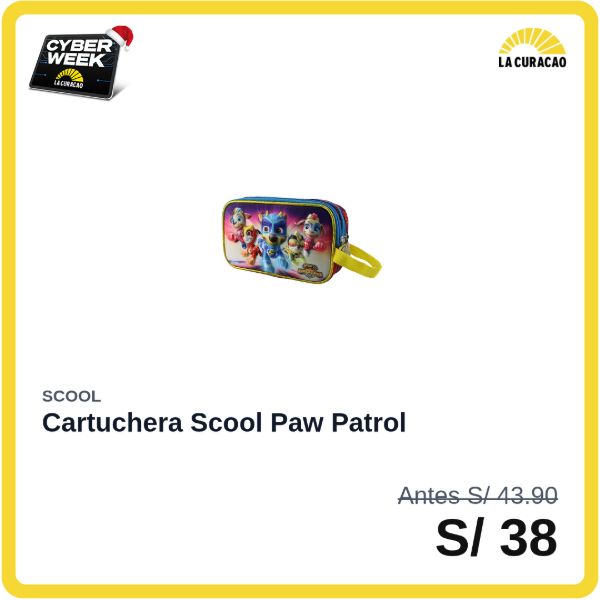 CYBER
WEEK
LA CURACAO
LA CURACAO
SCOOL
Cartuchera Scool Paw Patrol
Antes S/ 43.90
S/ 38